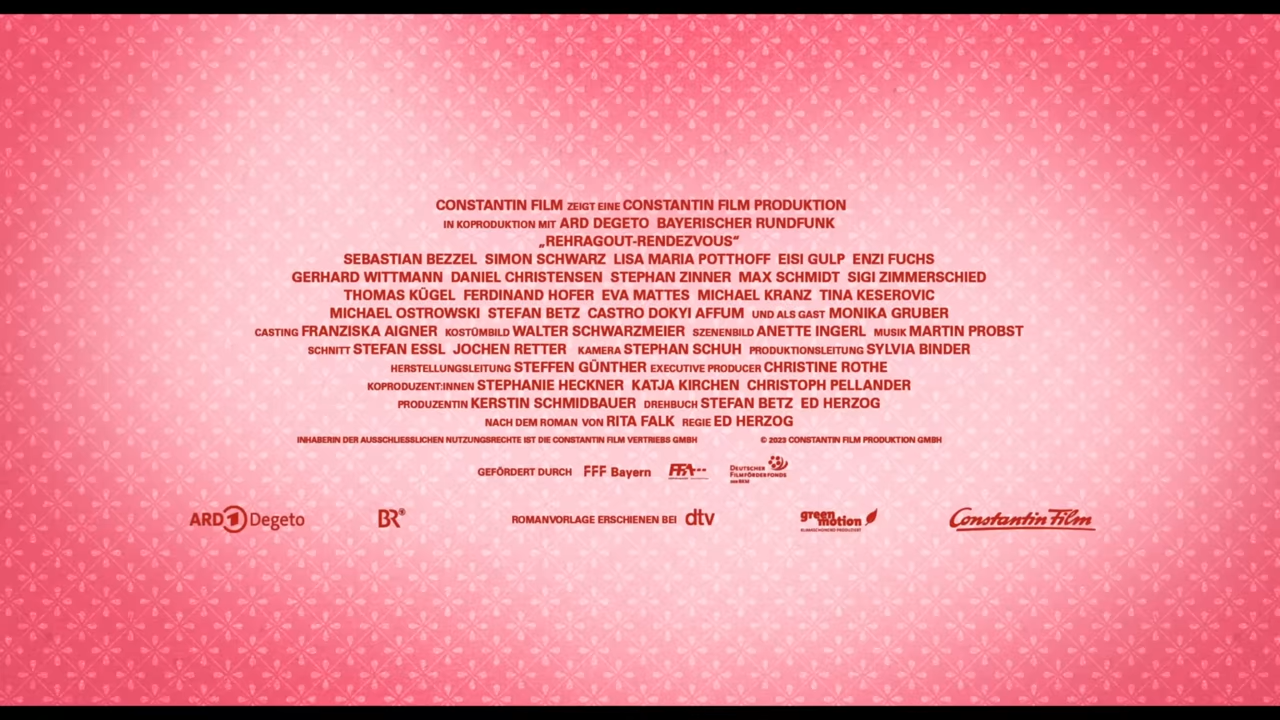 CONSTANTIN FILM ZEIGT EINE CONSTANTIN FILM PRODUKTION
IN KOPRODUKTION MIT ARD DEGETO BAYERISCHER RUNDFUNK
„REHRAGOUT-RENDEZVOUS“
SEBASTIAN BEZZEL SIMON SCHWARZ LISA MARIA POTTHOFF EISI GULP ENZI FUCHS
GERHARD WITTMANN DANIEL CHRISTENSEN STEPHAN ZINNER MAX SCHMIDT SIGI ZIMMERSCHIED
THOMAS KÜGEL FERDINAND HOFER EVA MATTES MICHAEL KRANZ TINA KESEROVIC
MICHAEL OSTROWSKI STEFAN BETZ CASTRO DOKYI AFFUM UND ALS GAST MONIKA GRUBER
CASTING FRANZISKA AIGNER KOSTÜMBILD WALTER SCHWARZMEIER SZENENBILD ANETTE INGERL MUSIK MARTIN PROBST
SCHNITT STEFAN ESSL JOCHEN RETTER KAMERA STEPHAN SCHUH PRODUKTIONSLEITUNG SYLVIA BINDER
HERSTELLUNGSLEITUNG STEFFEN GÜNTHER EXECUTIVE PRODUCER CHRISTINE ROTHE
KOPRODUZENT:INNEN STEPHANIE HECKNER KATJA KIRCHEN CHRISTOPH PELLANDER
PRODUZENTIN KERSTIN SCHMIDBAUER DREHBUCH STEFAN BETZ ED HERZOG
NACH DEM ROMAN VON RITA FALK REGIE ED HERZOG
INHABERIN DER AUSSCHLIESSLICHEN NUTZUNGSRECHTE IST DIE CONSTANTIN FILM VERTRIEBS GMBH © 2023 CONSTANTIN FILM PRODUKTION GMBH
GEFÖRDERT DURCH FFF Bayern FFA DEUTSCHER FILMFÖRDERFONDS
ARD 1 Degeto BR ROMANVORLAGE ERSCHIENEN BEI dtv green motion KLIMASCHONEND PRODUZIERT Constantin Film